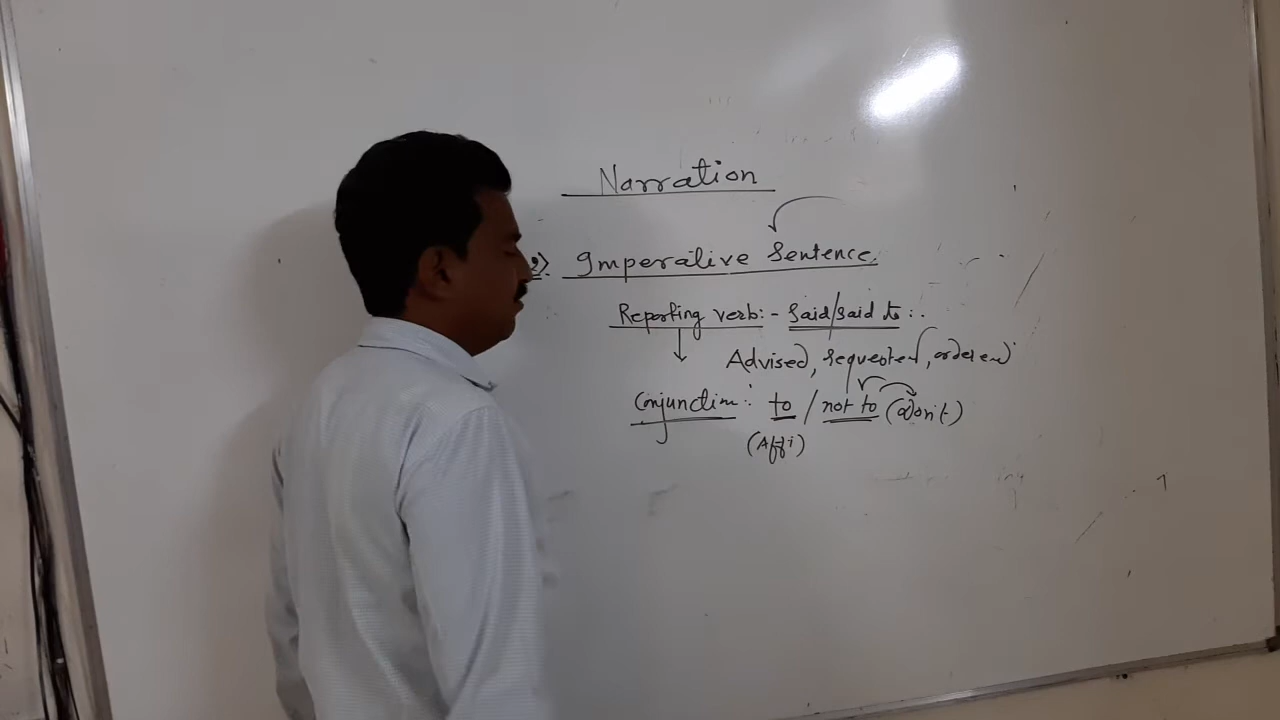 Narration
2). Imperative Sentence.
Reporting verb:- Said/Said to:.
Advised, requested, ordered
Conjunction: to / not to (don't)
(Affi)